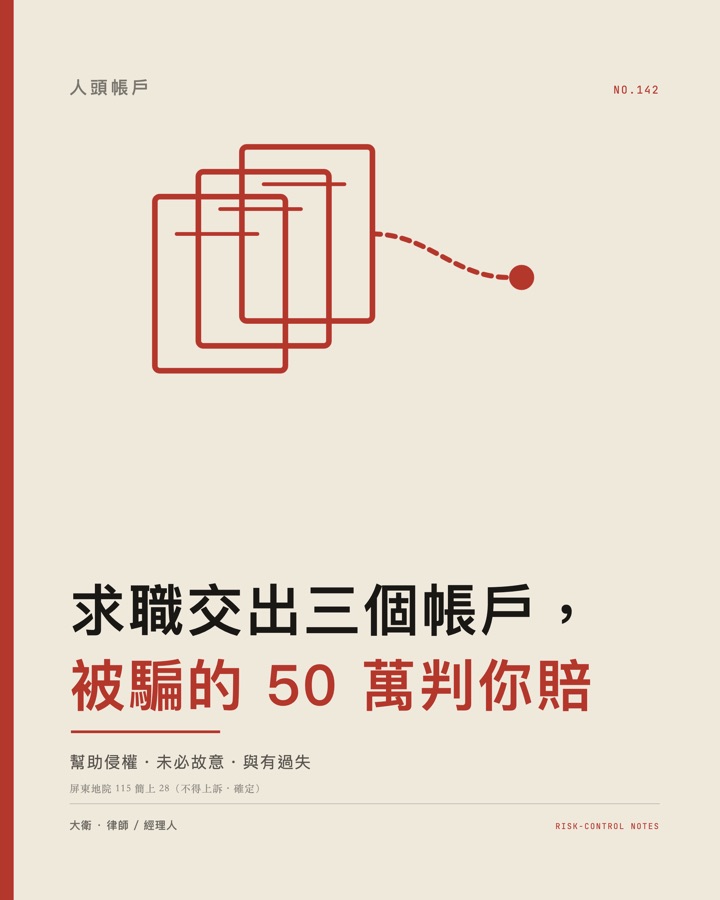 人頭帳戶
NO.142
求職交出三個帳戶，
被騙的 50 萬判你賠
幫助侵權 · 未必故意 · 與有過失
屏東地院 115 簡上 28（不得上訴 · 確定）
大衛 · 律師 / 經理人
RISK-CONTROL NOTES